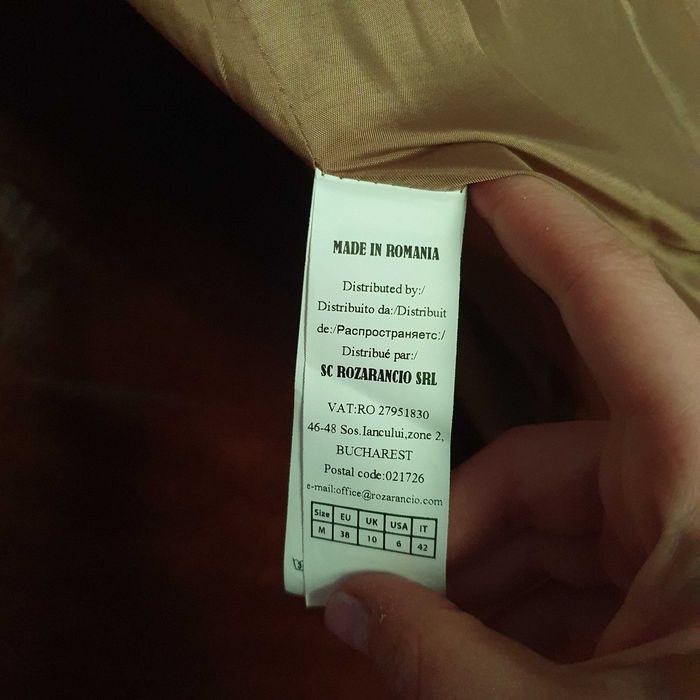 MADE IN ROMANIA
Distributed by:/
Distribuito da:/Distribuit
de:/Распространяетс:/
Distribué par:/
SC ROZARANCIO SRL
VAT:RO 27951830
46-48 Sos.Iancului,zone 2,
BUCHAREST
Postal code:021726
e-mail:office@rozarancio.com
Size EU UK USA IT
M 38 10 6 42